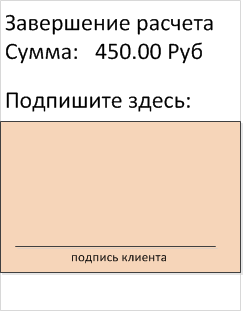 Завершение расчета
Сумма: 450.00 Руб
Подпишите здесь:
подпись клиента